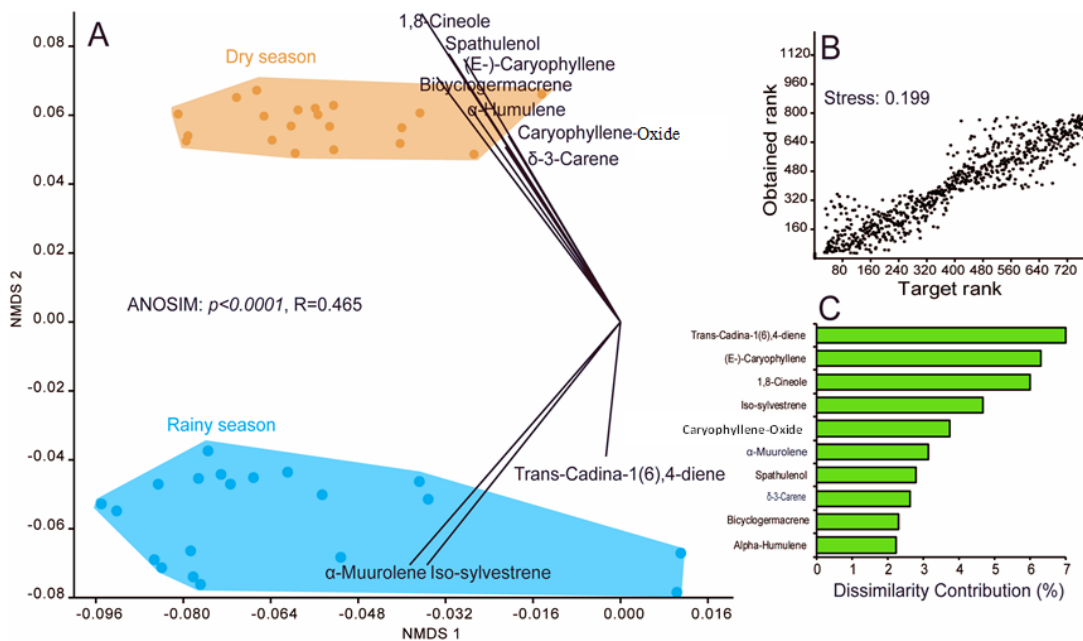 A
1,8-Cineole
Spathulenol
(E-)-Caryophyllene
Bicyclogermacrene
α-Humulene
Caryophyllene-Oxide
δ-3-Carene
Dry season
ANOSIM: p<0.0001, R=0.465
Rainy season
Trans-Cadina-1(6),4-diene
α-Muurolene Iso-sylvestrene
NMDS 2
0.08
0.06
0.04
0.02
0.00
-0.02
-0.04
-0.06
-0.08
-0.096 -0.080 -0.064 -0.048 -0.032 -0.016 0.000 0.016
NMDS 1
B
Stress: 0.199
Obtained rank
1120
960
800
640
480
320
160
80 160 240 320 400 480 560 640 720
Target rank
C
Trans-Cadina-1(6),4-diene
(E-)-Caryophyllene
1,8-Cineole
Iso-sylvestrene
Caryophyllene-Oxide
α-Muurolene
Spathulenol
δ-3-Carene
Bicyclogermacrene
Alpha-Humulene
0 1 2 3 4 5 6 7
Dissimilarity Contribution (%)